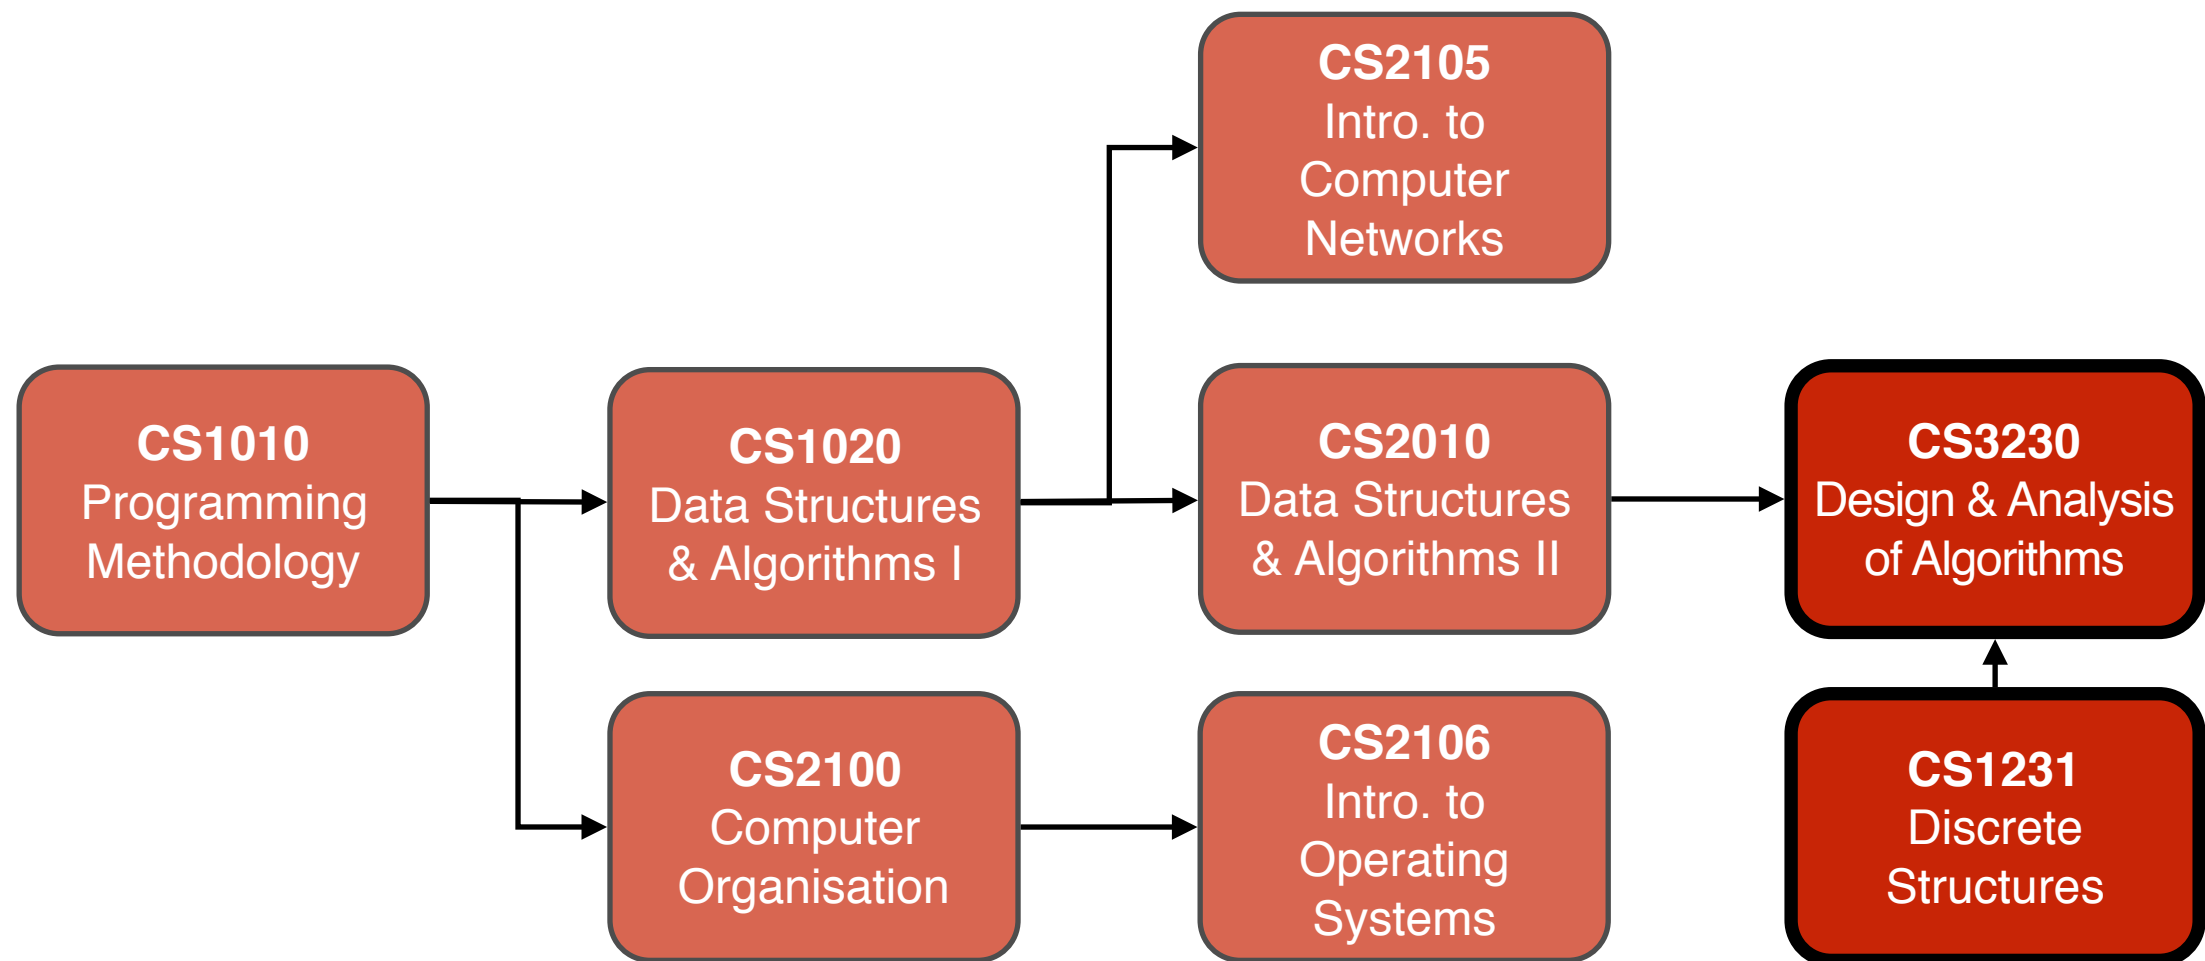 CS2105
Intro. to
Computer
Networks
CS1010
Programming
Methodology
CS1020
Data Structures
& Algorithms I
CS2010
Data Structures
& Algorithms II
CS3230
Design & Analysis
of Algorithms
CS2100
Computer
Organisation
CS2106
Intro. to
Operating
Systems
CS1231
Discrete
Structures